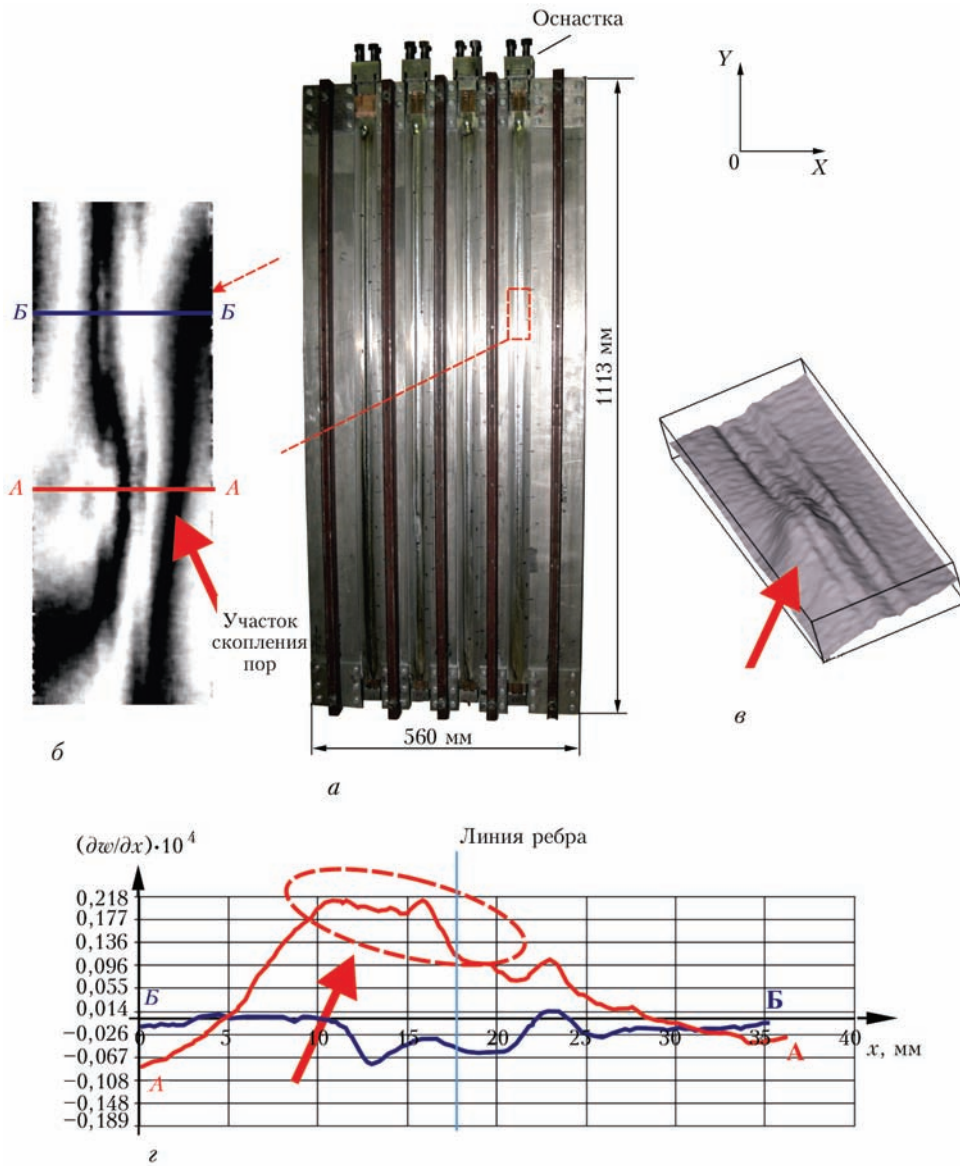 Оснастка
Y
0
X
Б Б
А А
Участок
скопления
пор
1113 мм
560 мм
б
а
в
(∂w/∂x)·10⁴
Линия ребра
0,218
0,177
0,136
0,096
0,055
0,014
−0,026
−0,067
−0,108
−0,148
−0,189
Б Б
А А
0 5 10 15 20 25 30 35 40
x, мм
г